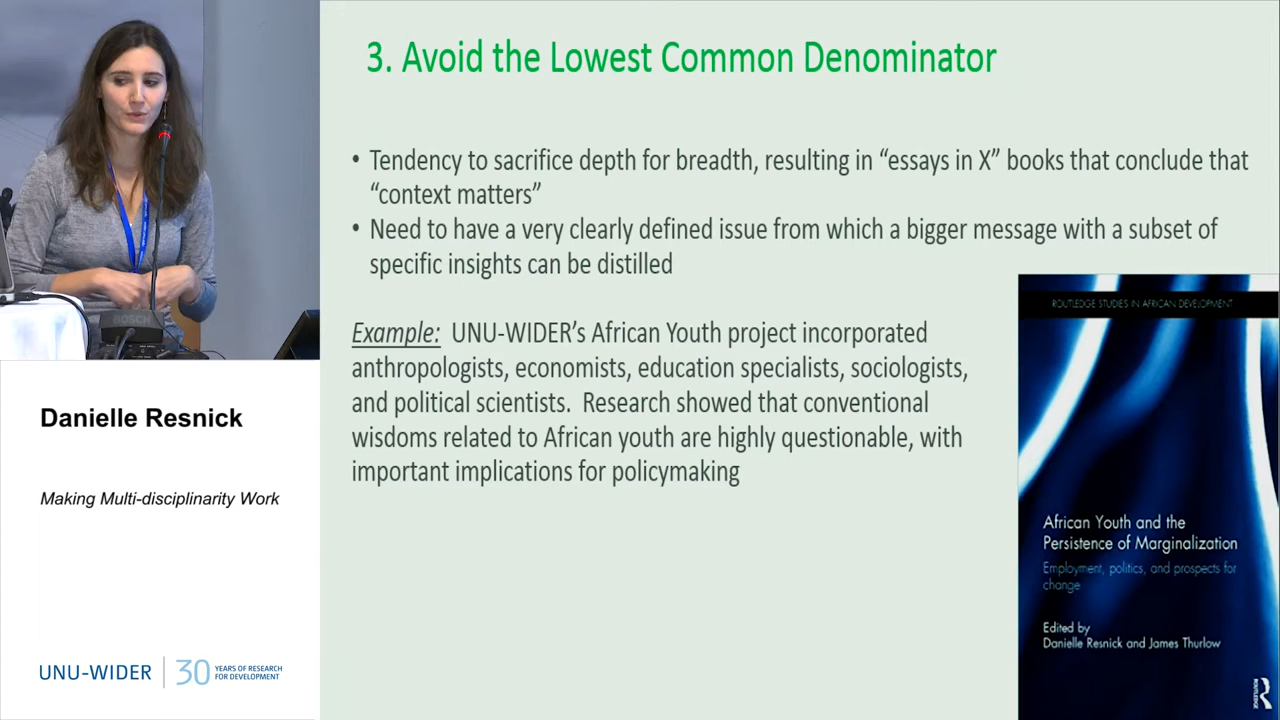 3. Avoid the Lowest Common Denominator
• Tendency to sacrifice depth for breadth, resulting in “essays in X” books that conclude that
“context matters”
• Need to have a very clearly defined issue from which a bigger message with a subset of
specific insights can be distilled
Example: UNU-WIDER’s African Youth project incorporated
anthropologists, economists, education specialists, sociologists,
and political scientists. Research showed that conventional
wisdoms related to African youth are highly questionable, with
important implications for policymaking
ROUTLEDGE STUDIES IN AFRICAN DEVELOPMENT
African Youth and the
Persistence of Marginalization
Employment, politics, and prospects for
change
Edited by
Danielle Resnick and James Thurlow
ROUTLEDGE
BOSCH
Danielle Resnick
Making Multi-disciplinarity Work
UNU-WIDER
30 YEARS OF RESEARCH
FOR DEVELOPMENT